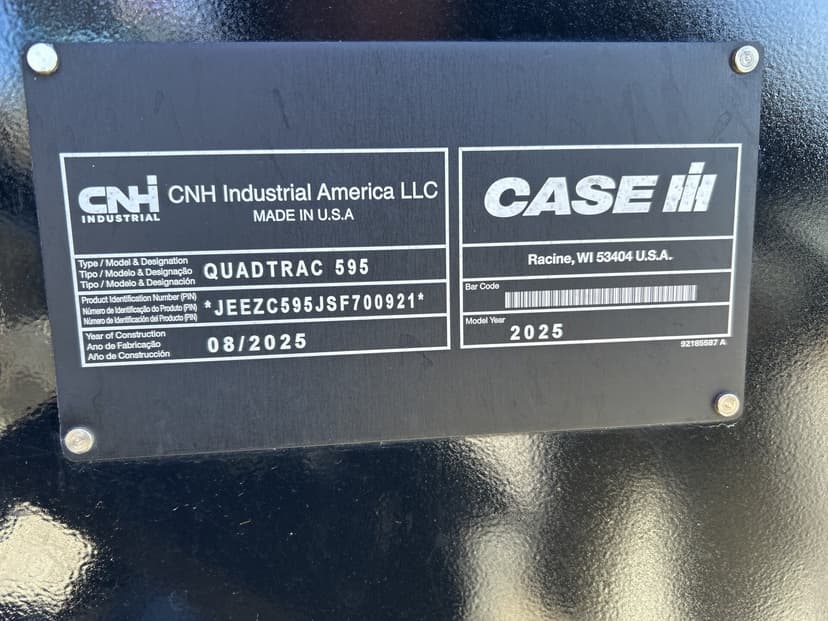 CNH
INDUSTRIAL
CNH Industrial America LLC
MADE IN U.S.A
Type / Model & Designation
Tipo / Modelo & Designação
Tipo / Modelo & Designación
QUADTRAC 595
Product Identification Number (PIN)
Número de Identificação do Produto (PIN)
Número de Identificación del Producto (PIN)
*JEEZC595JSF700921*
Year of Construction
Ano de Fabricação
Año de Construcción
08/2025
CASE IH
Racine, WI 53404 U.S.A.
Bar Code
Model Year
2025
92185587 A